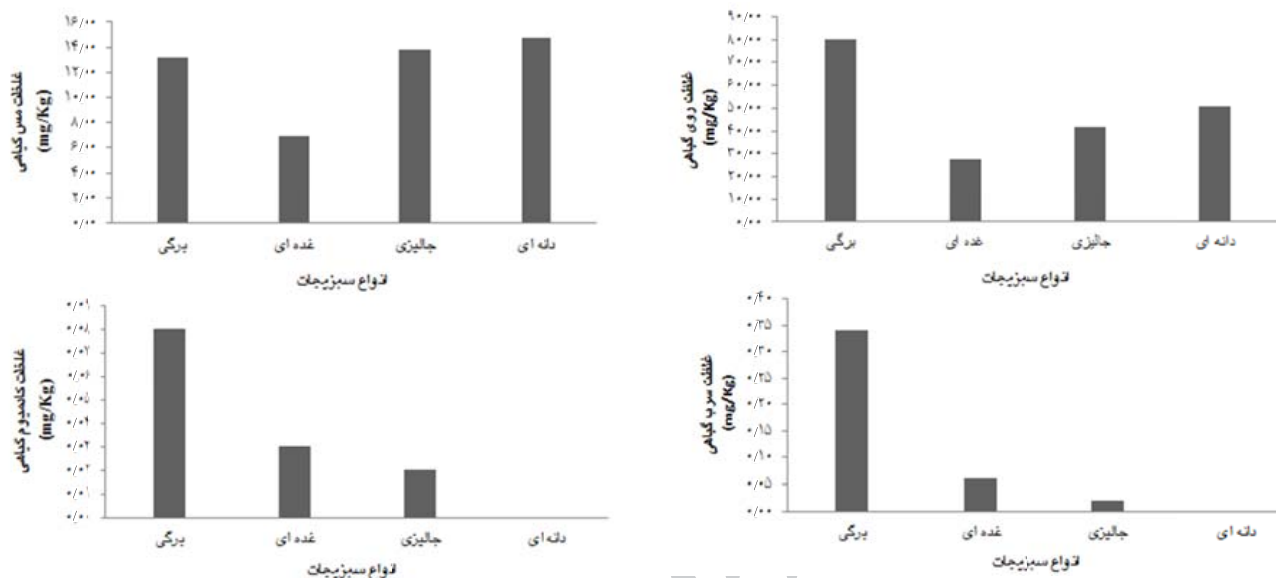 غلظت مس گیاهی
(mg/Kg)
۱۶/۰۰
۱۴/۰۰
۱۲/۰۰
۱۰/۰۰
۸/۰۰
۶/۰۰
۴/۰۰
۲/۰۰
۰/۰۰
برگی غده ای جالیزی دانه ای
انواع سبزیجات
غلظت روی گیاهی
(mg/Kg)
۹۰/۰۰
۸۰/۰۰
۷۰/۰۰
۶۰/۰۰
۵۰/۰۰
۴۰/۰۰
۳۰/۰۰
۲۰/۰۰
۱۰/۰۰
۰/۰۰
برگی غده ای جالیزی دانه ای
انواع سبزیجات
غلظت کادمیوم گیاهی
(mg/Kg)
۰/۰۹
۰/۰۸
۰/۰۷
۰/۰۶
۰/۰۵
۰/۰۴
۰/۰۳
۰/۰۲
۰/۰۱
۰/۰۰
برگی غده ای جالیزی دانه ای
انواع سبزیجات
غلظت سرب گیاهی
(mg/Kg)
۰/۴۰
۰/۳۵
۰/۳۰
۰/۲۵
۰/۲۰
۰/۱۵
۰/۱۰
۰/۰۵
۰/۰۰
برگی غده ای جالیزی دانه ای
انواع سبزیجات